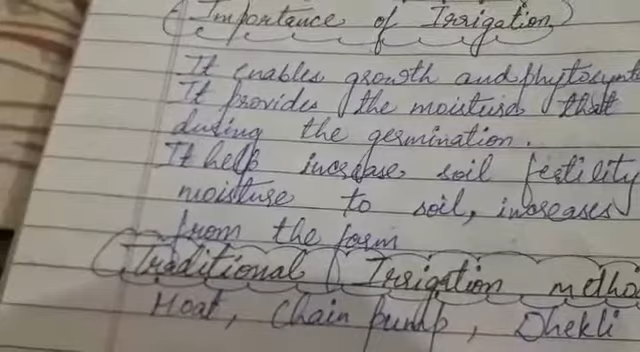 Importance of Irrigation
It enables growth and phytosynt
It provides the moisture that
during the germination.
It help increase soil fertility
moisture to soil, increases
from the farm
Traditional Irrigation metho
Moat, Chain pump, Dhekli